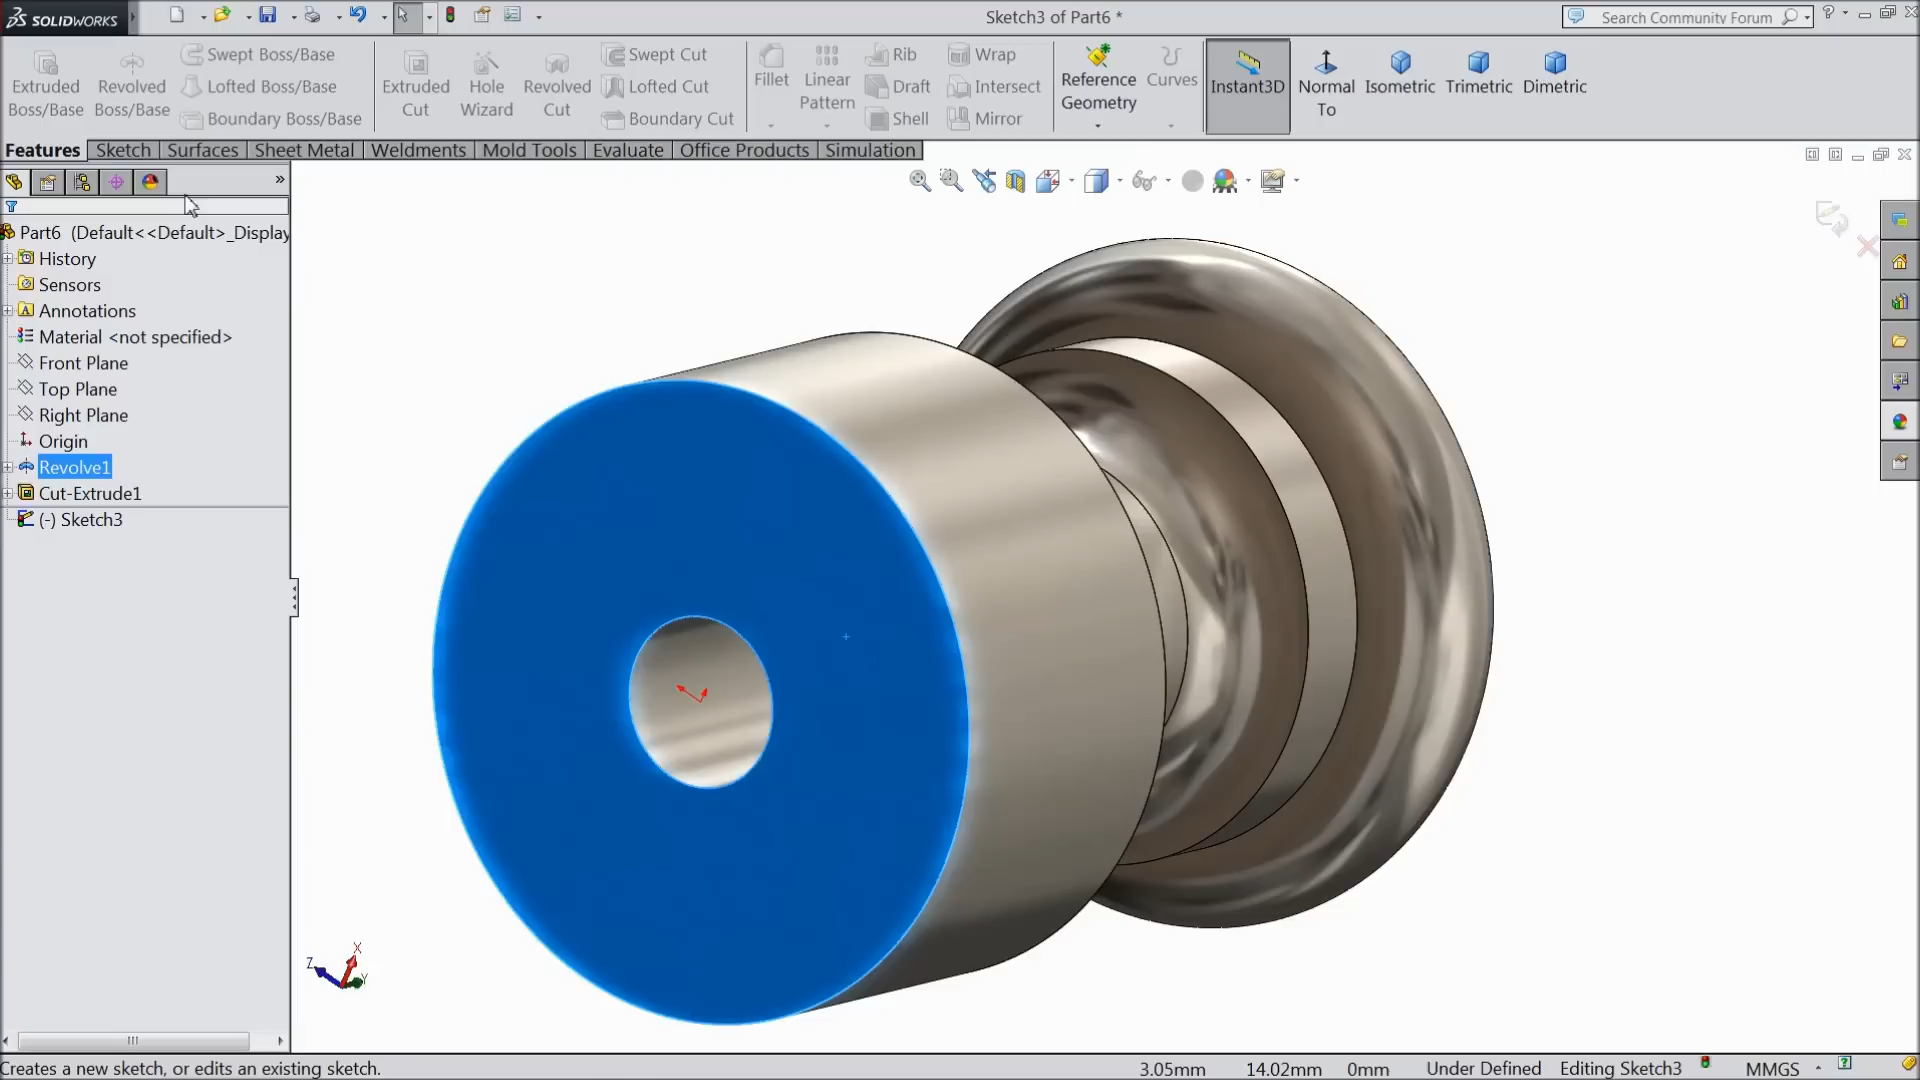 SOLIDWORKS
Sketch3 of Part6 *
Search Community Forum
?
Extruded Boss/Base
Revolved Boss/Base
Swept Boss/Base
Lofted Boss/Base
Boundary Boss/Base
Extruded Cut
Hole Wizard
Revolved Cut
Swept Cut
Lofted Cut
Boundary Cut
Fillet
Linear Pattern
Rib
Draft
Shell
Wrap
Intersect
Mirror
Reference Geometry
Curves
Instant3D
Normal To
Isometric
Trimetric
Dimetric
Features
Sketch
Surfaces
Sheet Metal
Weldments
Mold Tools
Evaluate
Office Products
Simulation
»
Part6 (Default<<Default>_Display
History
Sensors
Annotations
Material <not specified>
Front Plane
Top Plane
Right Plane
Origin
Revolve1
Cut-Extrude1
(-) Sketch3
X
Z
Y
Creates a new sketch, or edits an existing sketch.
3.05mm
14.02mm
0mm
Under Defined
Editing Sketch3
MMGS
?